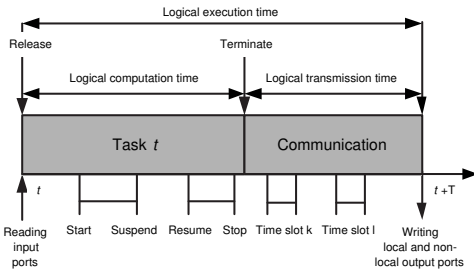 Logical execution time
Release
Terminate
Logical computation time
Logical transmission time
Task t
Communication
t
t +T
Reading
input
ports
Start
Suspend
Resume
Stop
Time slot k
Time slot l
Writing
local and non-
local output ports